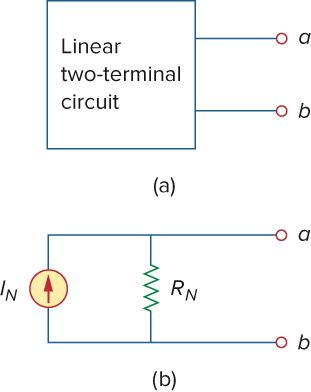 Linear
two-terminal
circuit
a
b
(a)
a
I_N
R_N
b
(b)